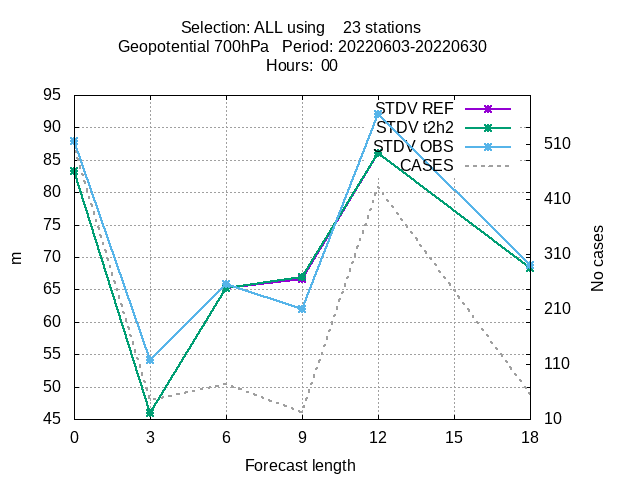 Selection: ALL using    23 stations
Geopotential 700hPa   Period: 20220603-20220630
Hours:  00
95
90
85
80
75
70
65
60
55
50
45
m
STDV REF
STDV t2h2
STDV OBS
CASES
510
410
310
210
110
10
No cases
0 3 6 9 12 15 18
Forecast length